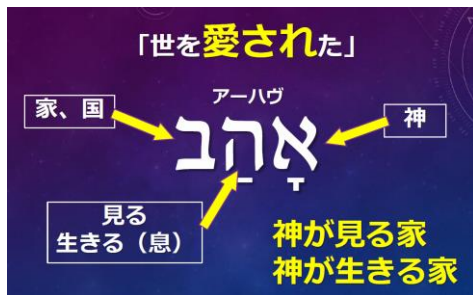 「世を愛された」
アーハヴ
家、国
神
אָהַב
見る
生きる（息）
神が見る家
神が生きる家